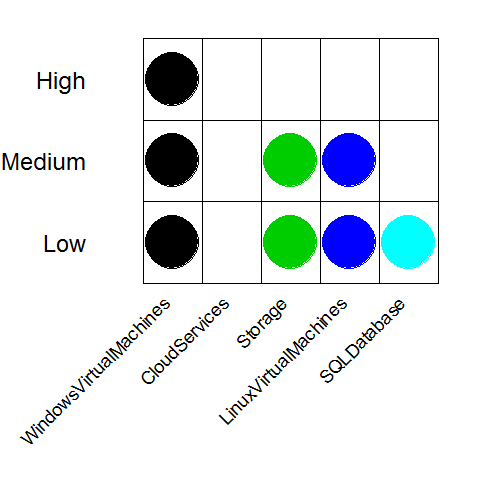 High
Medium
Low
WindowsVirtualMachines
CloudServices
Storage
LinuxVirtualMachines
SQLDatabase